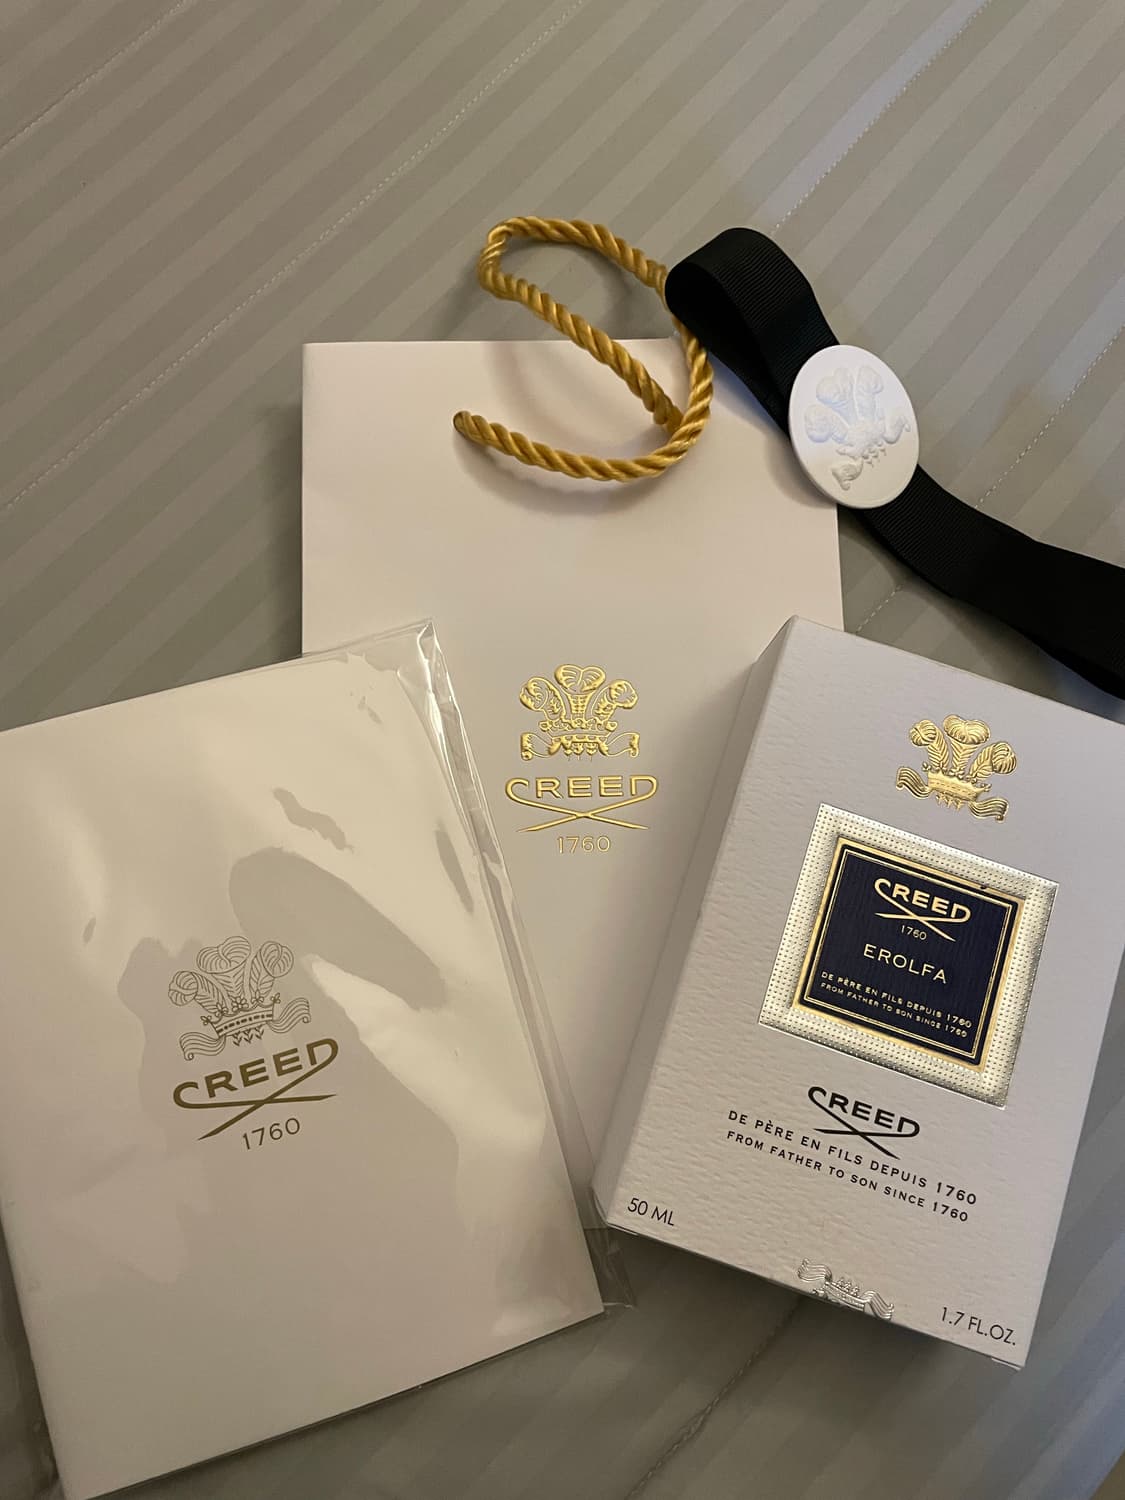 CREED
1760
CREED
1760
CREED
1760
EROLFA
DE PÈRE EN FILS DEPUIS 1760
FROM FATHER TO SON SINCE 1760
CREED
DE PÈRE EN FILS DEPUIS 1760
FROM FATHER TO SON SINCE 1760
50 ML
1.7 FL.OZ.